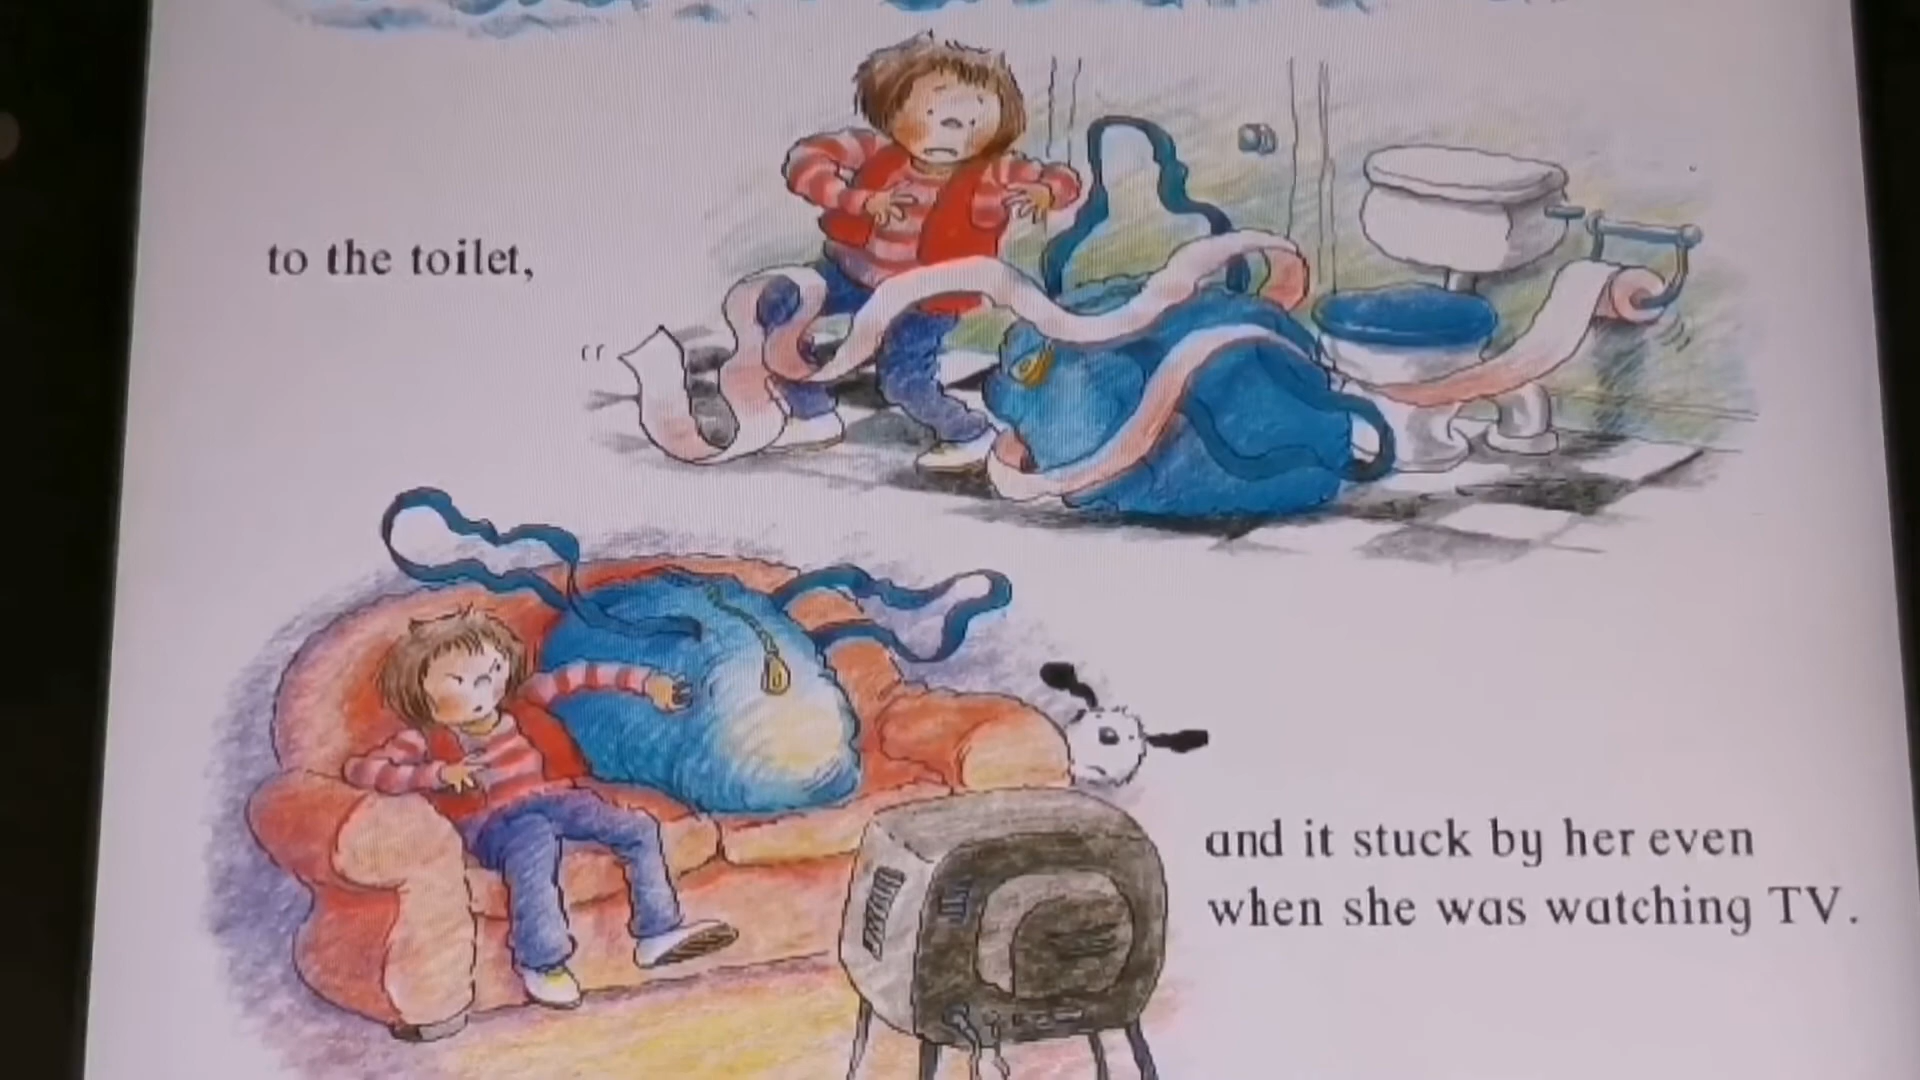 to the toilet,
and it stuck by her even
when she was watching TV.